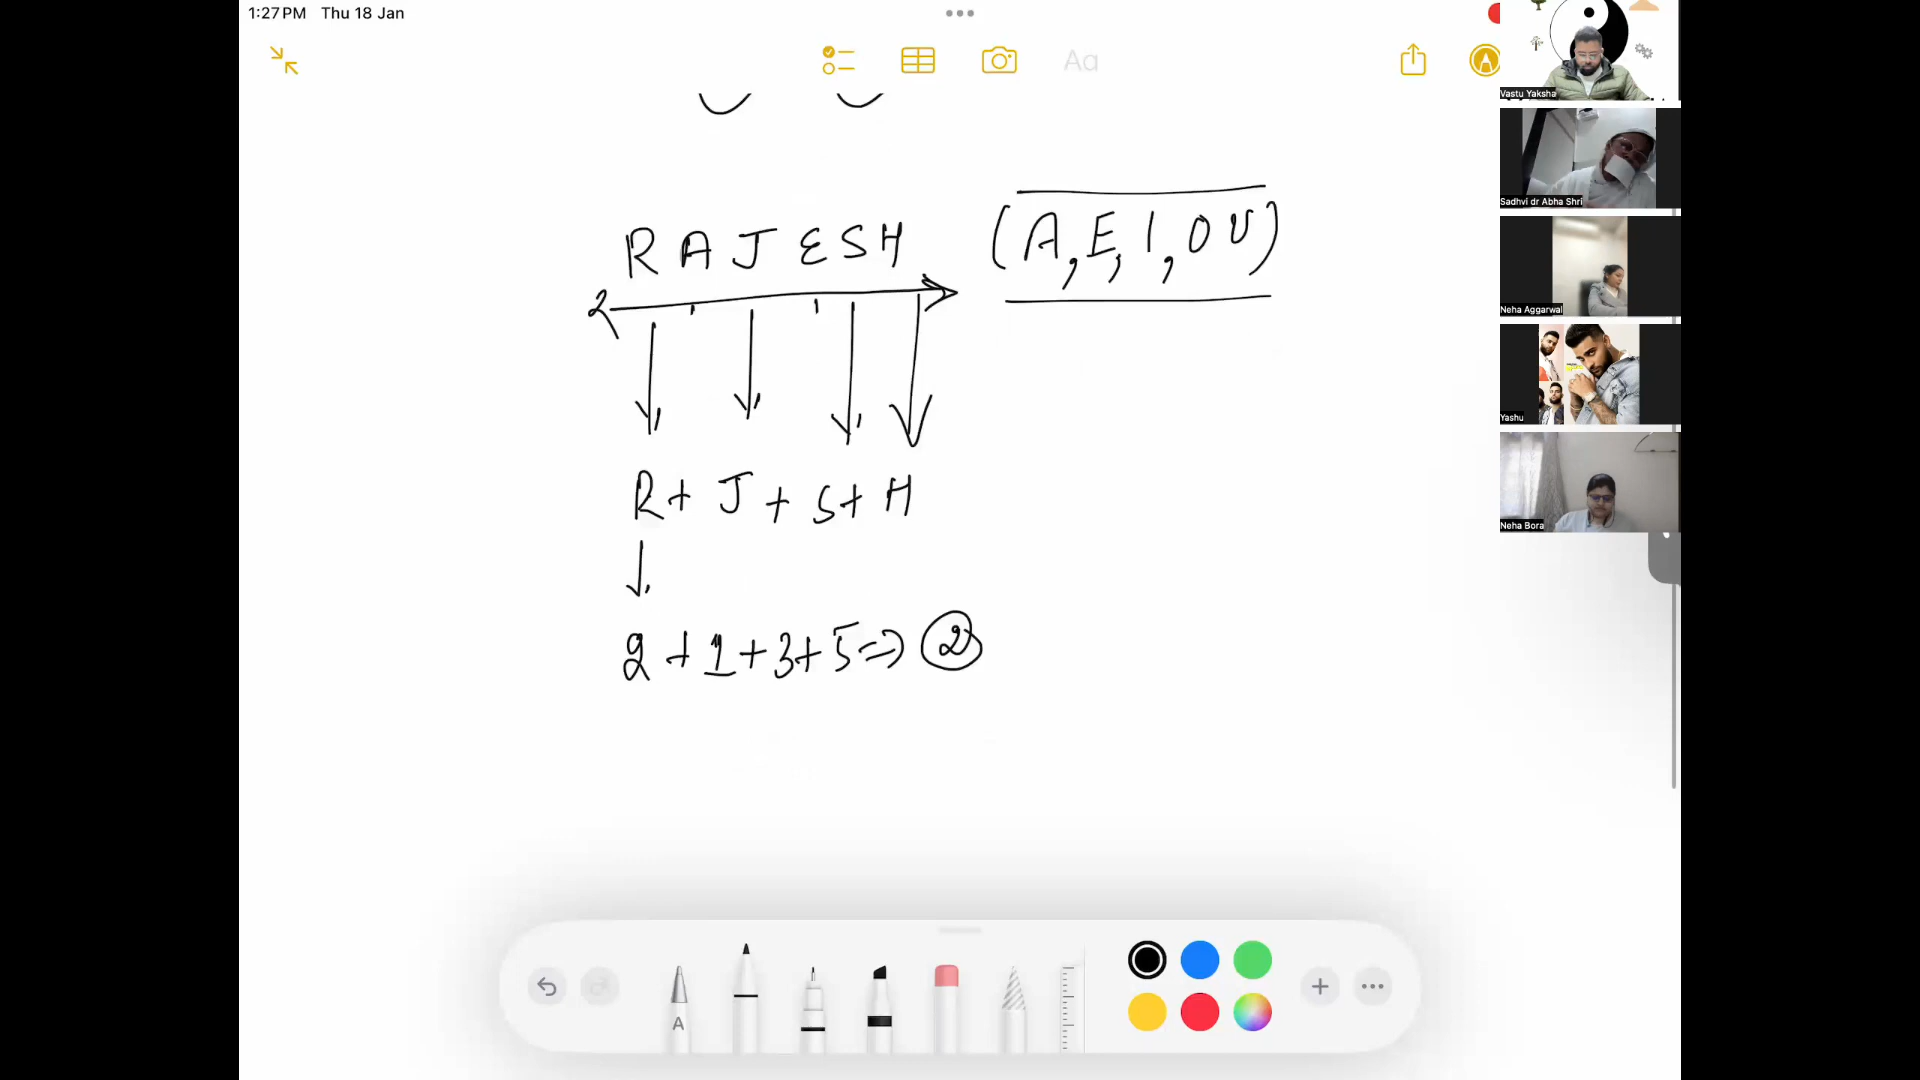 1:27 PM Thu 18 Jan
Aa
Vastu Yaksha
Sadhvi dr Abha Shri
Neha Aggarwal
Yashu
Neha Bora
RAJESH (A, E, I, O U)
R + J + S + H
2 + 1 + 3 + 5 => 2
A